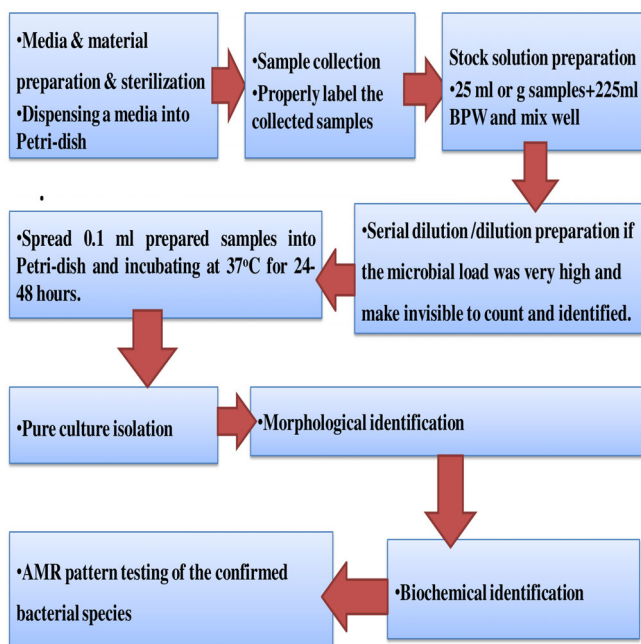 •Media & material
preparation & sterilization
•Dispensing a media into
Petri-dish
•Sample collection
•Properly label the
collected samples
Stock solution preparation
•25 ml or g samples+225ml
BPW and mix well
•
•Serial dilution /dilution preparation if
the microbial load was very high and
make invisible to count and identified.
•Spread 0.1 ml prepared samples into
Petri-dish and incubating at 37ᵒC for 24-
48 hours.
•Pure culture isolation
•Morphological identification
•Biochemical identification
•AMR pattern testing of the confirmed
bacterial species